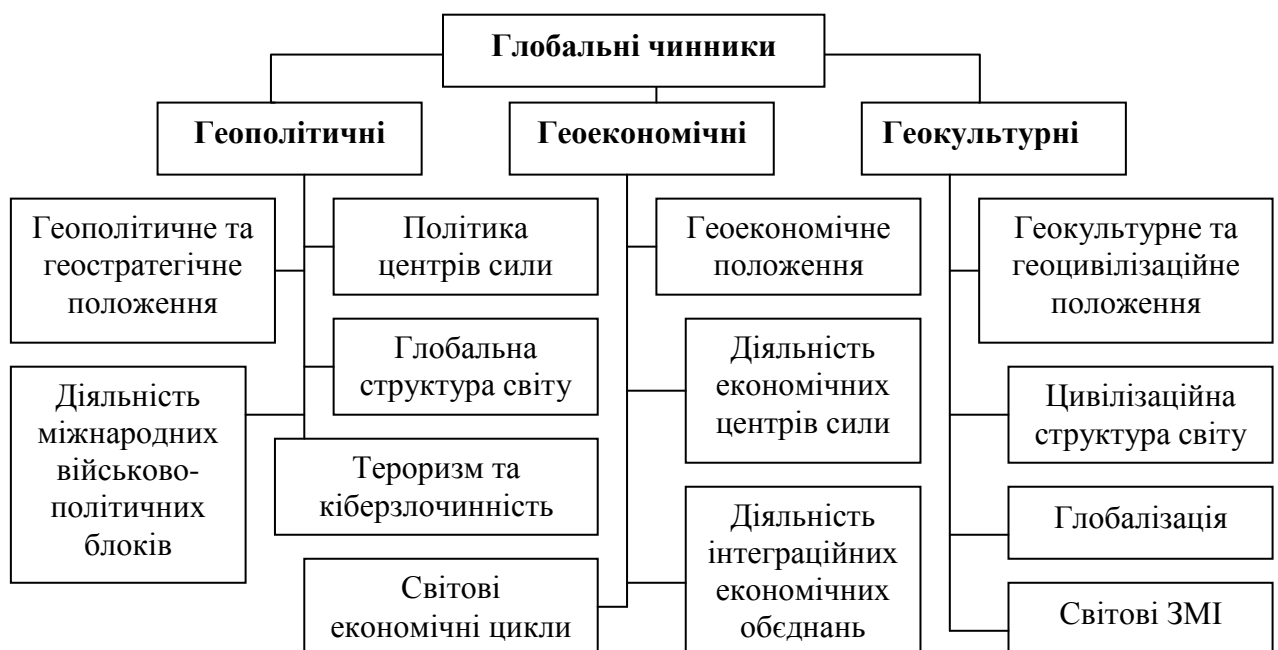 Глобальні чинники
Геополітичні
Геоекономічні
Геокультурні
Геополітичне та
геостратегічне
положення
Політика
центрів сили
Геоекономічне
положення
Геокультурне та
геоцивілізаційне
положення
Діяльність
міжнародних
військово-
політичних
блоків
Глобальна
структура світу
Діяльність
економічних
центрів сили
Цивілізаційна
структура світу
Тероризм та
кіберзлочинність
Діяльність
інтеграційних
економічних
обєднань
Глобалізація
Світові
економічні цикли
Світові ЗМІ